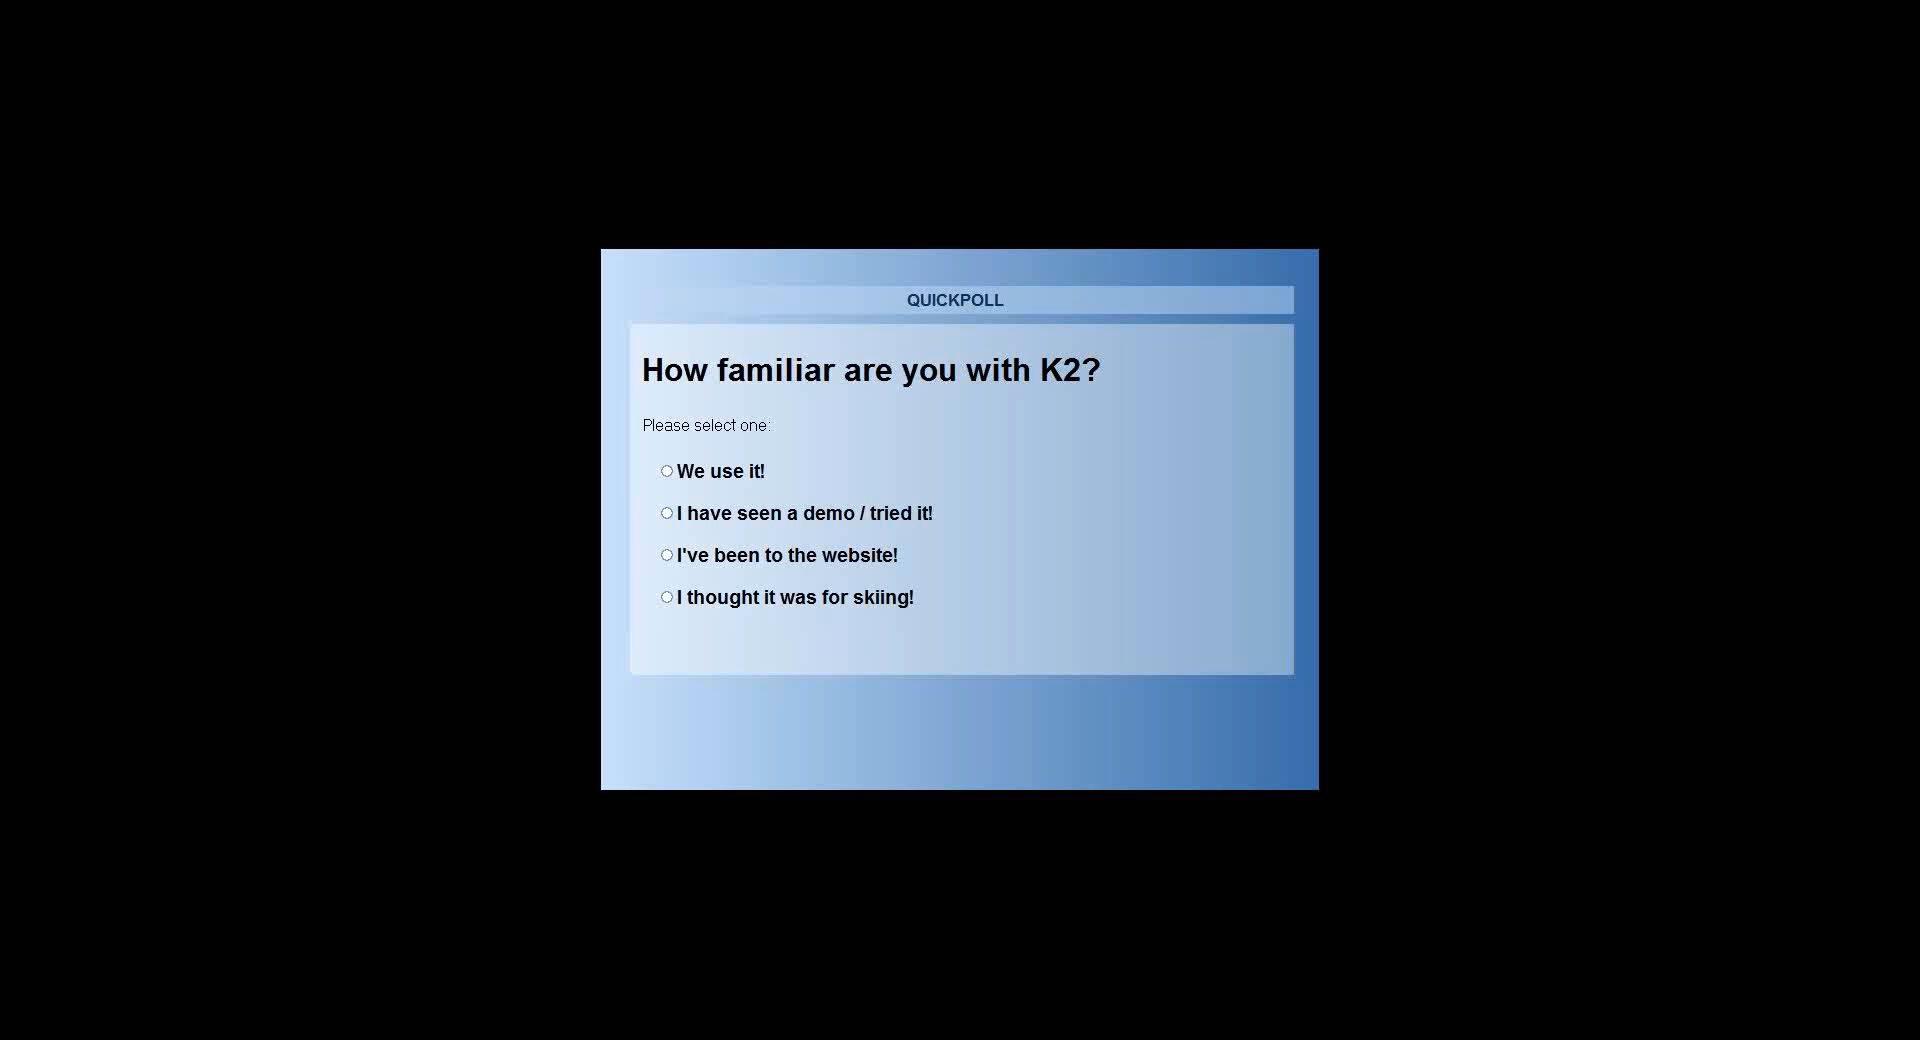 QUICKPOLL
How familiar are you with K2?
Please select one:
We use it!
I have seen a demo / tried it!
I've been to the website!
I thought it was for skiing!